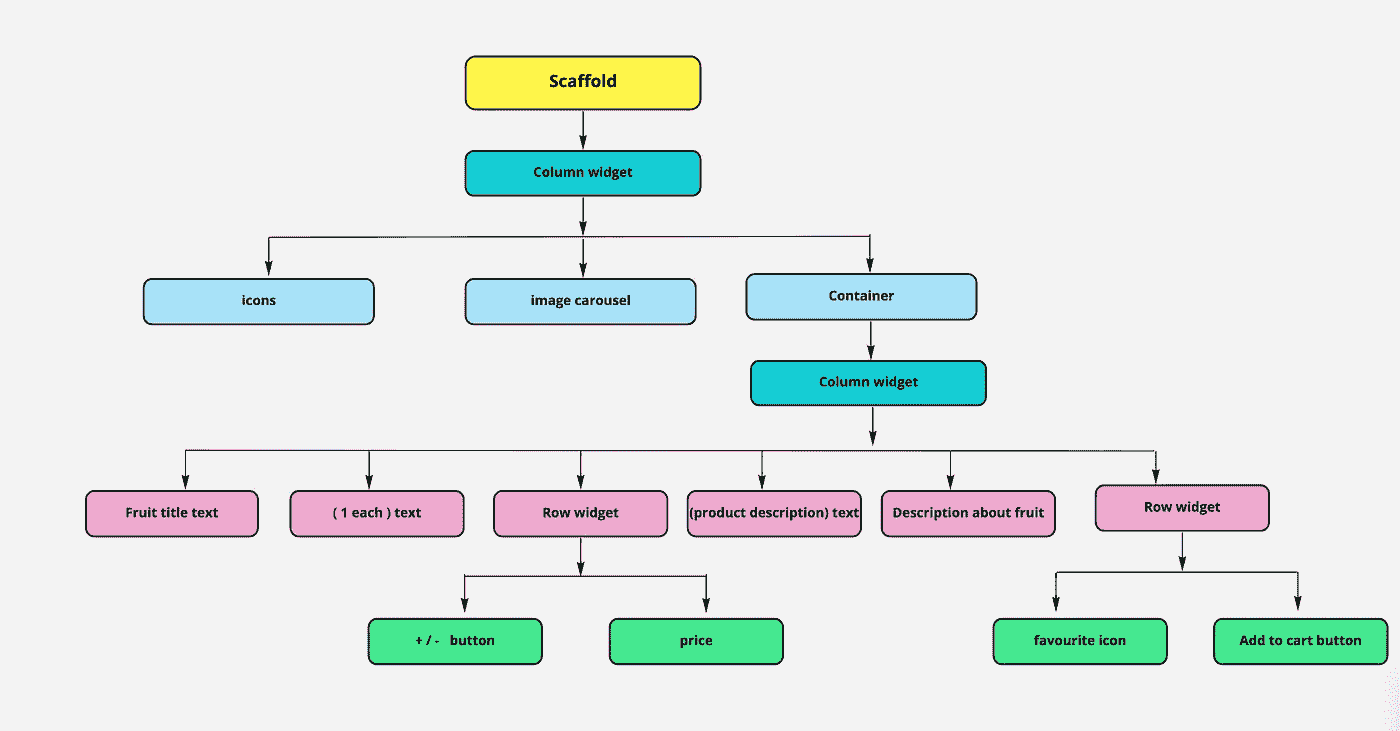 Scaffold
Column widget
icons
image carousel
Container
Column widget
Fruit title text
( 1 each ) text
Row widget
(product description) text
Description about fruit
Row widget
+ / - button
price
favourite icon
Add to cart button